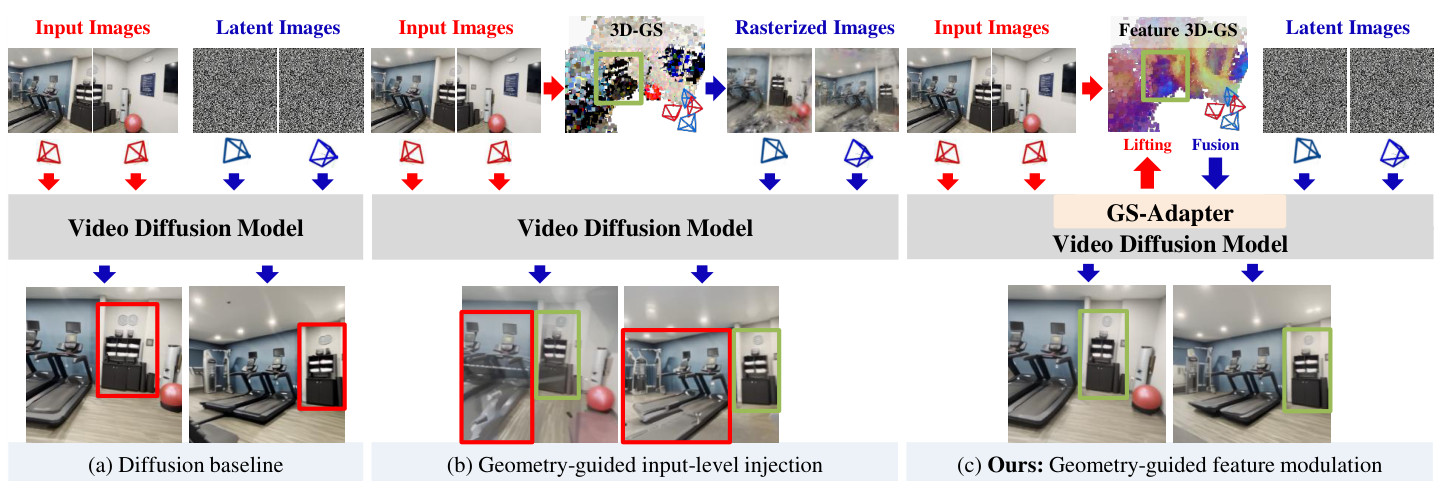 Input Images
Latent Images
Video Diffusion Model
(a) Diffusion baseline
Input Images
3D-GS
Rasterized Images
Video Diffusion Model
(b) Geometry-guided input-level injection
Input Images
Feature 3D-GS
Latent Images
Lifting
Fusion
GS-Adapter
Video Diffusion Model
(c) Ours: Geometry-guided feature modulation